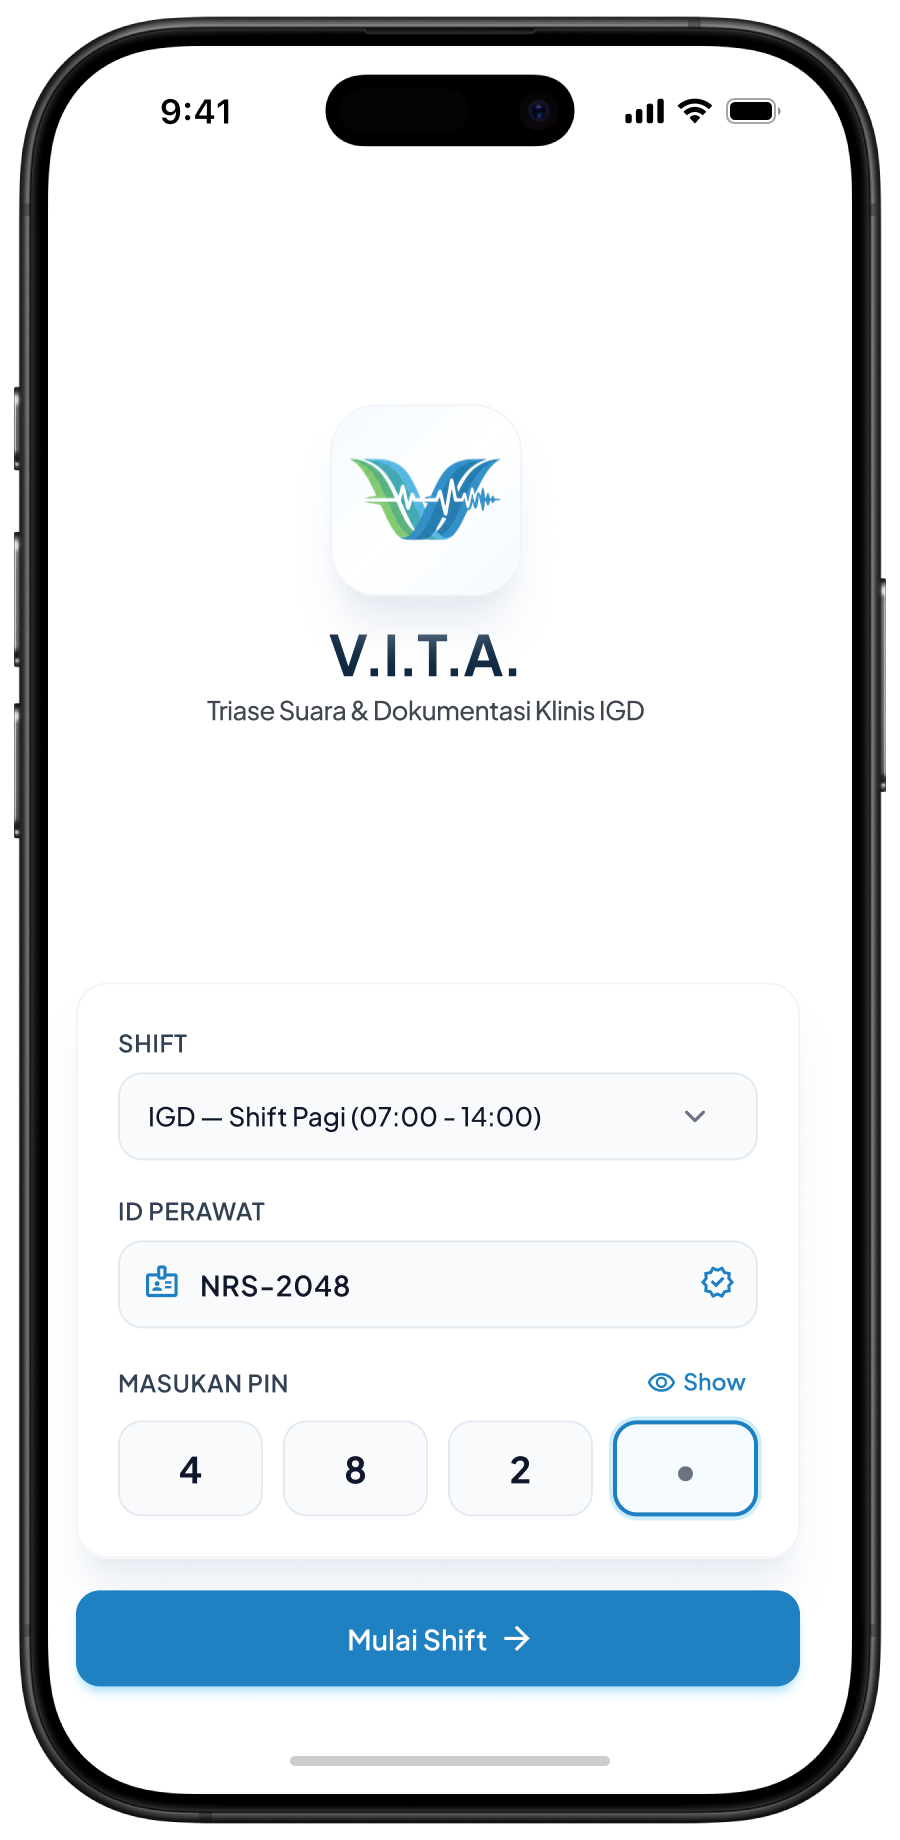 9:41
V.I.T.A.
Triase Suara & Dokumentasi Klinis IGD
SHIFT
IGD — Shift Pagi (07:00 - 14:00)
ID PERAWAT
NRS-2048
MASUKAN PIN Show
4 8 2 •
Mulai Shift →